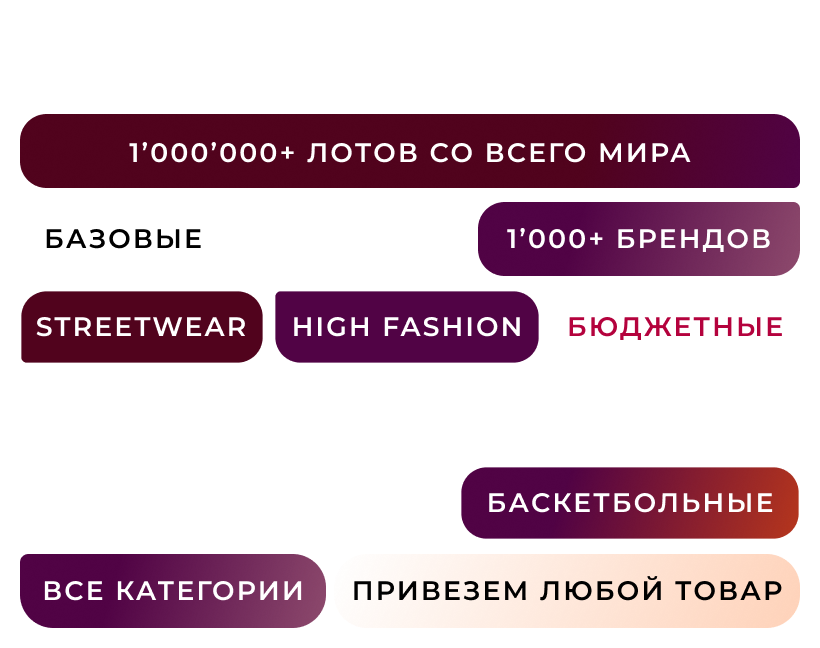 1’000’000+ ЛОТОВ СО ВСЕГО МИРА
БАЗОВЫЕ
1’000+ БРЕНДОВ
STREETWEAR
HIGH FASHION
БЮДЖЕТНЫЕ
БАСКЕТБОЛЬНЫЕ
ВСЕ КАТЕГОРИИ
ПРИВЕЗЕМ ЛЮБОЙ ТОВАР